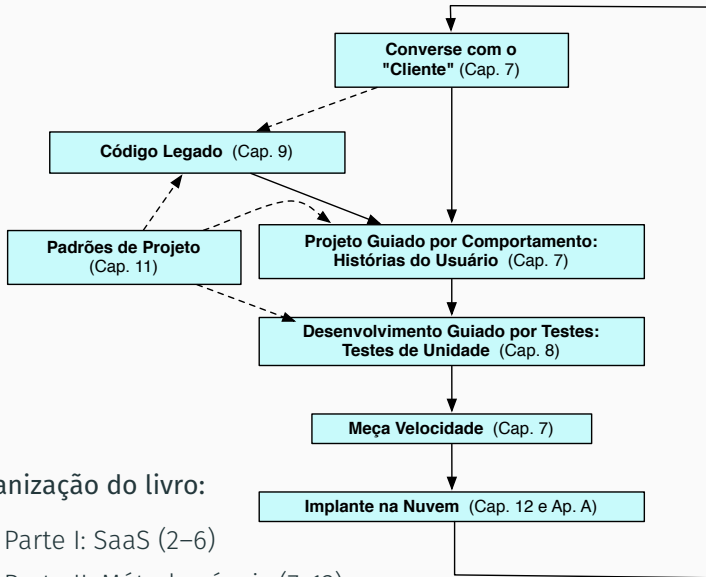 Converse com o
"Cliente" (Cap. 7)
Código Legado (Cap. 9)
Padrões de Projeto
(Cap. 11)
Projeto Guiado por Comportamento:
Histórias do Usuário (Cap. 7)
Desenvolvimento Guiado por Testes:
Testes de Unidade (Cap. 8)
Meça Velocidade (Cap. 7)
Implante na Nuvem (Cap. 12 e Ap. A)
anização do livro:
Parte I: SaaS (2–6)